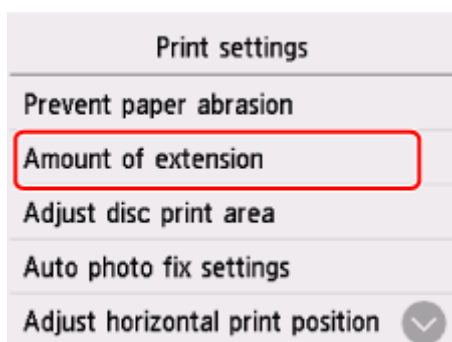 Print settings
Prevent paper abrasion
Amount of extension
Adjust disc print area
Auto photo fix settings
Adjust horizontal print position